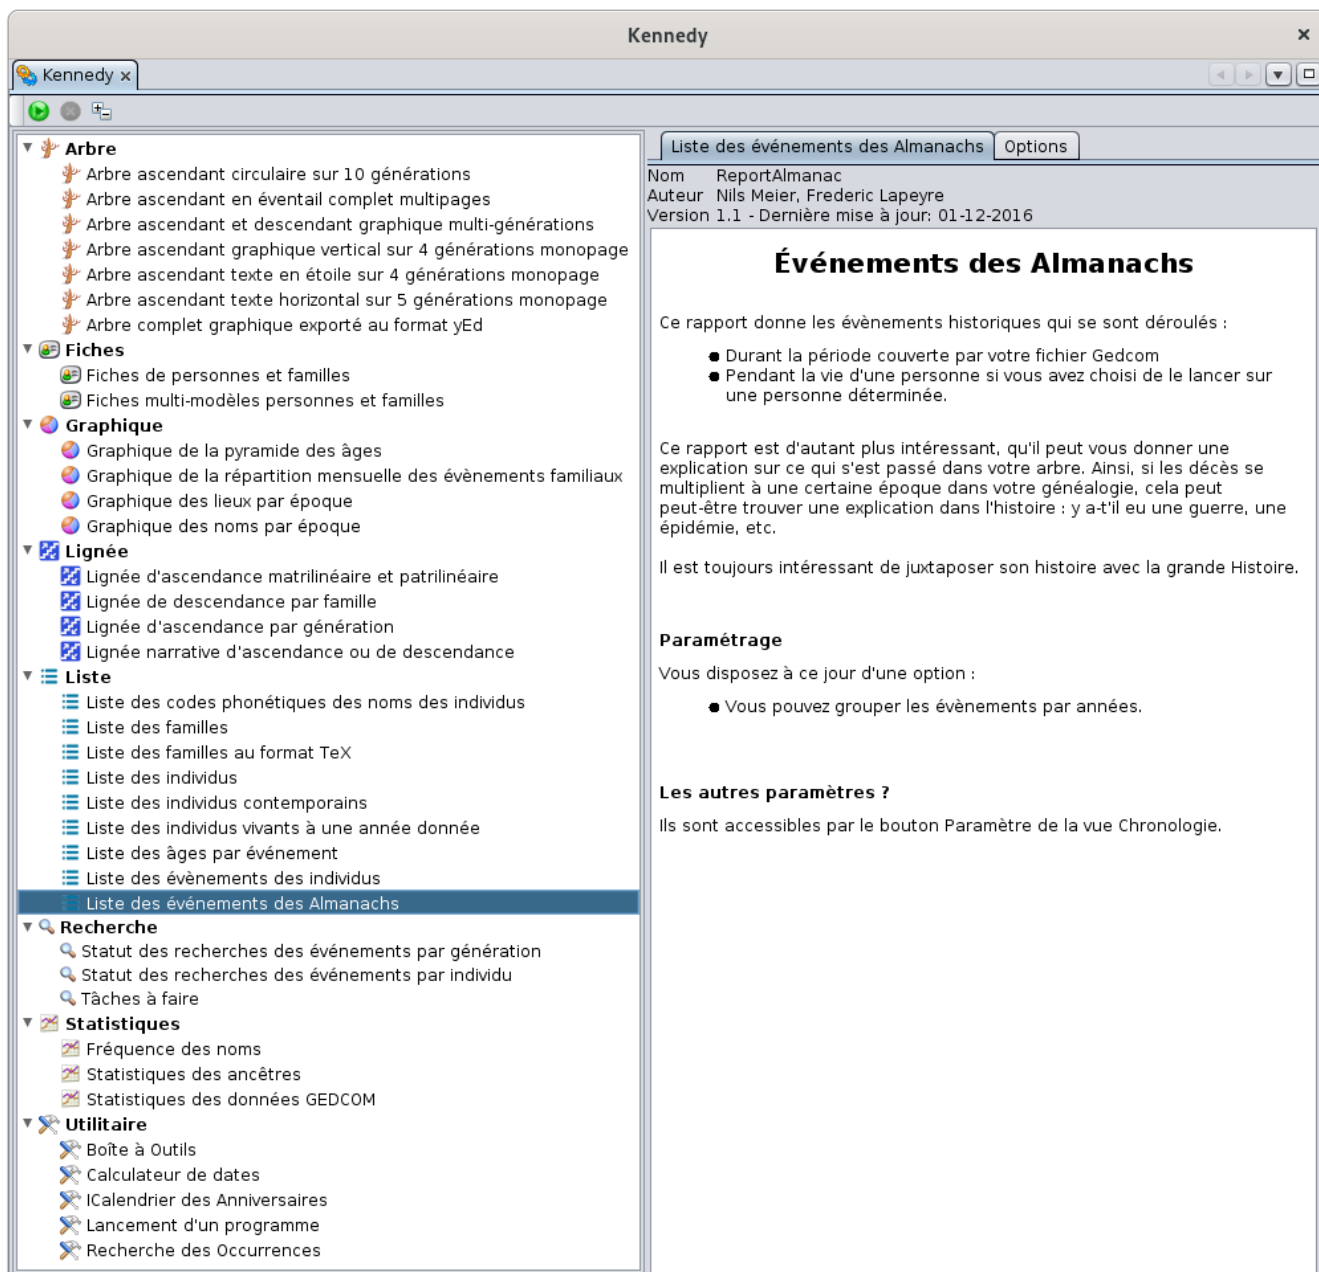 Kennedy
Kennedy
Arbre
Arbre ascendant circulaire sur 10 générations
Arbre ascendant en éventail complet multipages
Arbre ascendant et descendant graphique multi-générations
Arbre ascendant graphique vertical sur 4 générations monopage
Arbre ascendant texte en étoile sur 4 générations monopage
Arbre ascendant texte horizontal sur 5 générations monopage
Arbre complet graphique exporté au format yEd
Fiches
Fiches de personnes et familles
Fiches multi-modèles personnes et familles
Graphique
Graphique de la pyramide des âges
Graphique de la répartition mensuelle des évènements familiaux
Graphique des lieux par époque
Graphique des noms par époque
Lignée
Lignée d'ascendance matrilinéaire et patrilinéaire
Lignée de descendance par famille
Lignée d'ascendance par génération
Lignée narrative d'ascendance ou de descendance
Liste
Liste des codes phonétiques des noms des individus
Liste des familles
Liste des familles au format TeX
Liste des individus
Liste des individus contemporains
Liste des individus vivants à une année donnée
Liste des âges par événement
Liste des évènements des individus
Liste des événements des Almanachs
Recherche
Statut des recherches des événements par génération
Statut des recherches des événements par individu
Tâches à faire
Statistiques
Fréquence des noms
Statistiques des ancêtres
Statistiques des données GEDCOM
Utilitaire
Boîte à Outils
Calculateur de dates
ICalendrier des Anniversaires
Lancement d'un programme
Recherche des Occurrences
Liste des événements des Almanachs Options
Nom ReportAlmanac
Auteur Nils Meier, Frederic Lapeyre
Version 1.1 - Dernière mise à jour: 01-12-2016
Événements des Almanachs
Ce rapport donne les évènements historiques qui se sont déroulés :
Durant la période couverte par votre fichier Gedcom
Pendant la vie d'une personne si vous avez choisi de le lancer sur
une personne déterminée.
Ce rapport est d'autant plus intéressant, qu'il peut vous donner une
explication sur ce qui s'est passé dans votre arbre. Ainsi, si les décès se
multiplient à une certaine époque dans votre généalogie, cela peut
peut-être trouver une explication dans l'histoire : y a-t'il eu une guerre, une
épidémie, etc.
Il est toujours intéressant de juxtaposer son histoire avec la grande Histoire.
Paramétrage
Vous disposez à ce jour d'une option :
Vous pouvez grouper les évènements par années.
Les autres paramètres ?
Ils sont accessibles par le bouton Paramètre de la vue Chronologie.